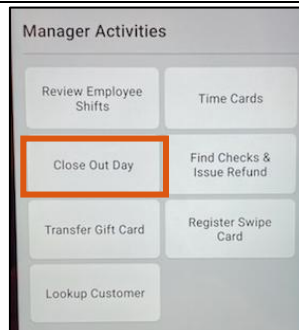 Manager Activities
Review Employee
Shifts
Time Cards
Close Out Day
Find Checks &
Issue Refund
Transfer Gift Card
Register Swipe
Card
Lookup Customer